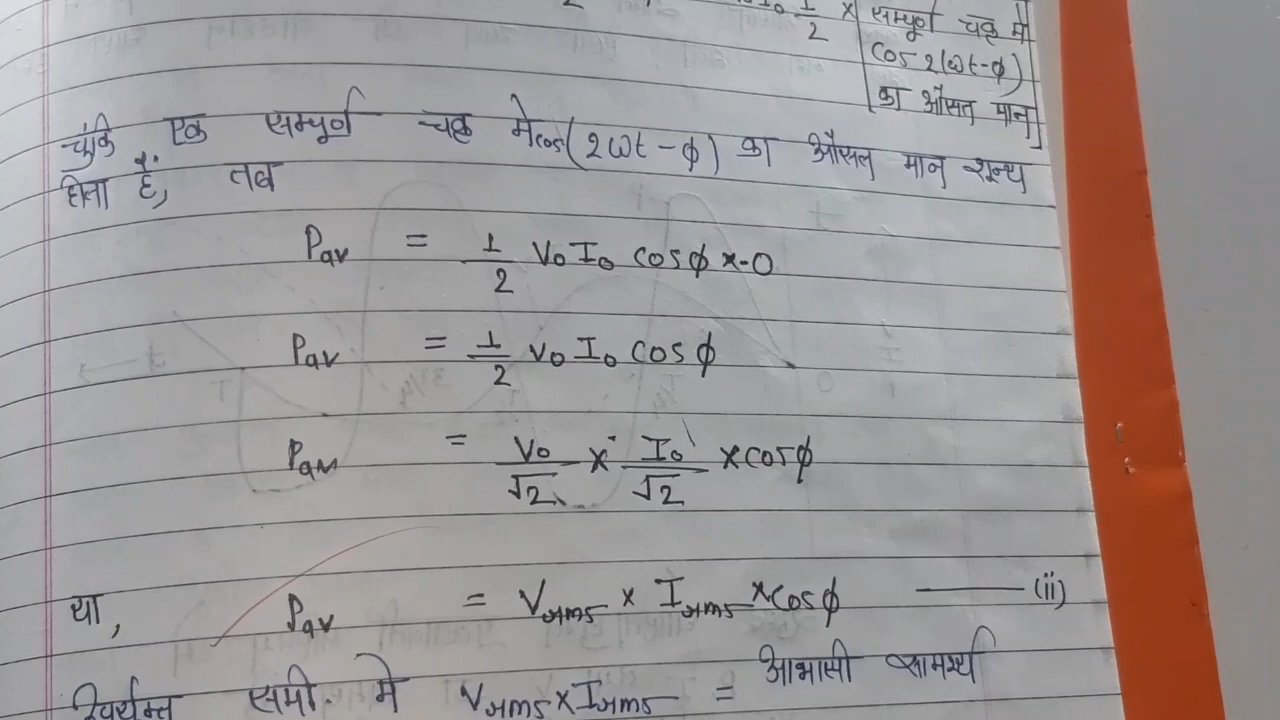 I₀ 1/2 × [सम्पूर्ण चक्र में
cos 2(ωt-ϕ)
का औसत मान]
चुंकि एक सम्पूर्ण चक्र मे cos(2ωt-ϕ) का औसत मान शून्य
होता है, तब
Pav = 1/2 V₀ I₀ cosϕ x-0
Pav = 1/2 V₀ I₀ cosϕ
Pav = V₀/√2 × I₀/√2 × cosϕ
या, Pav = Vrms × Irms × cosϕ —— (ii)
समी. मे Vrms × Irms = आभासी सामर्थ्य